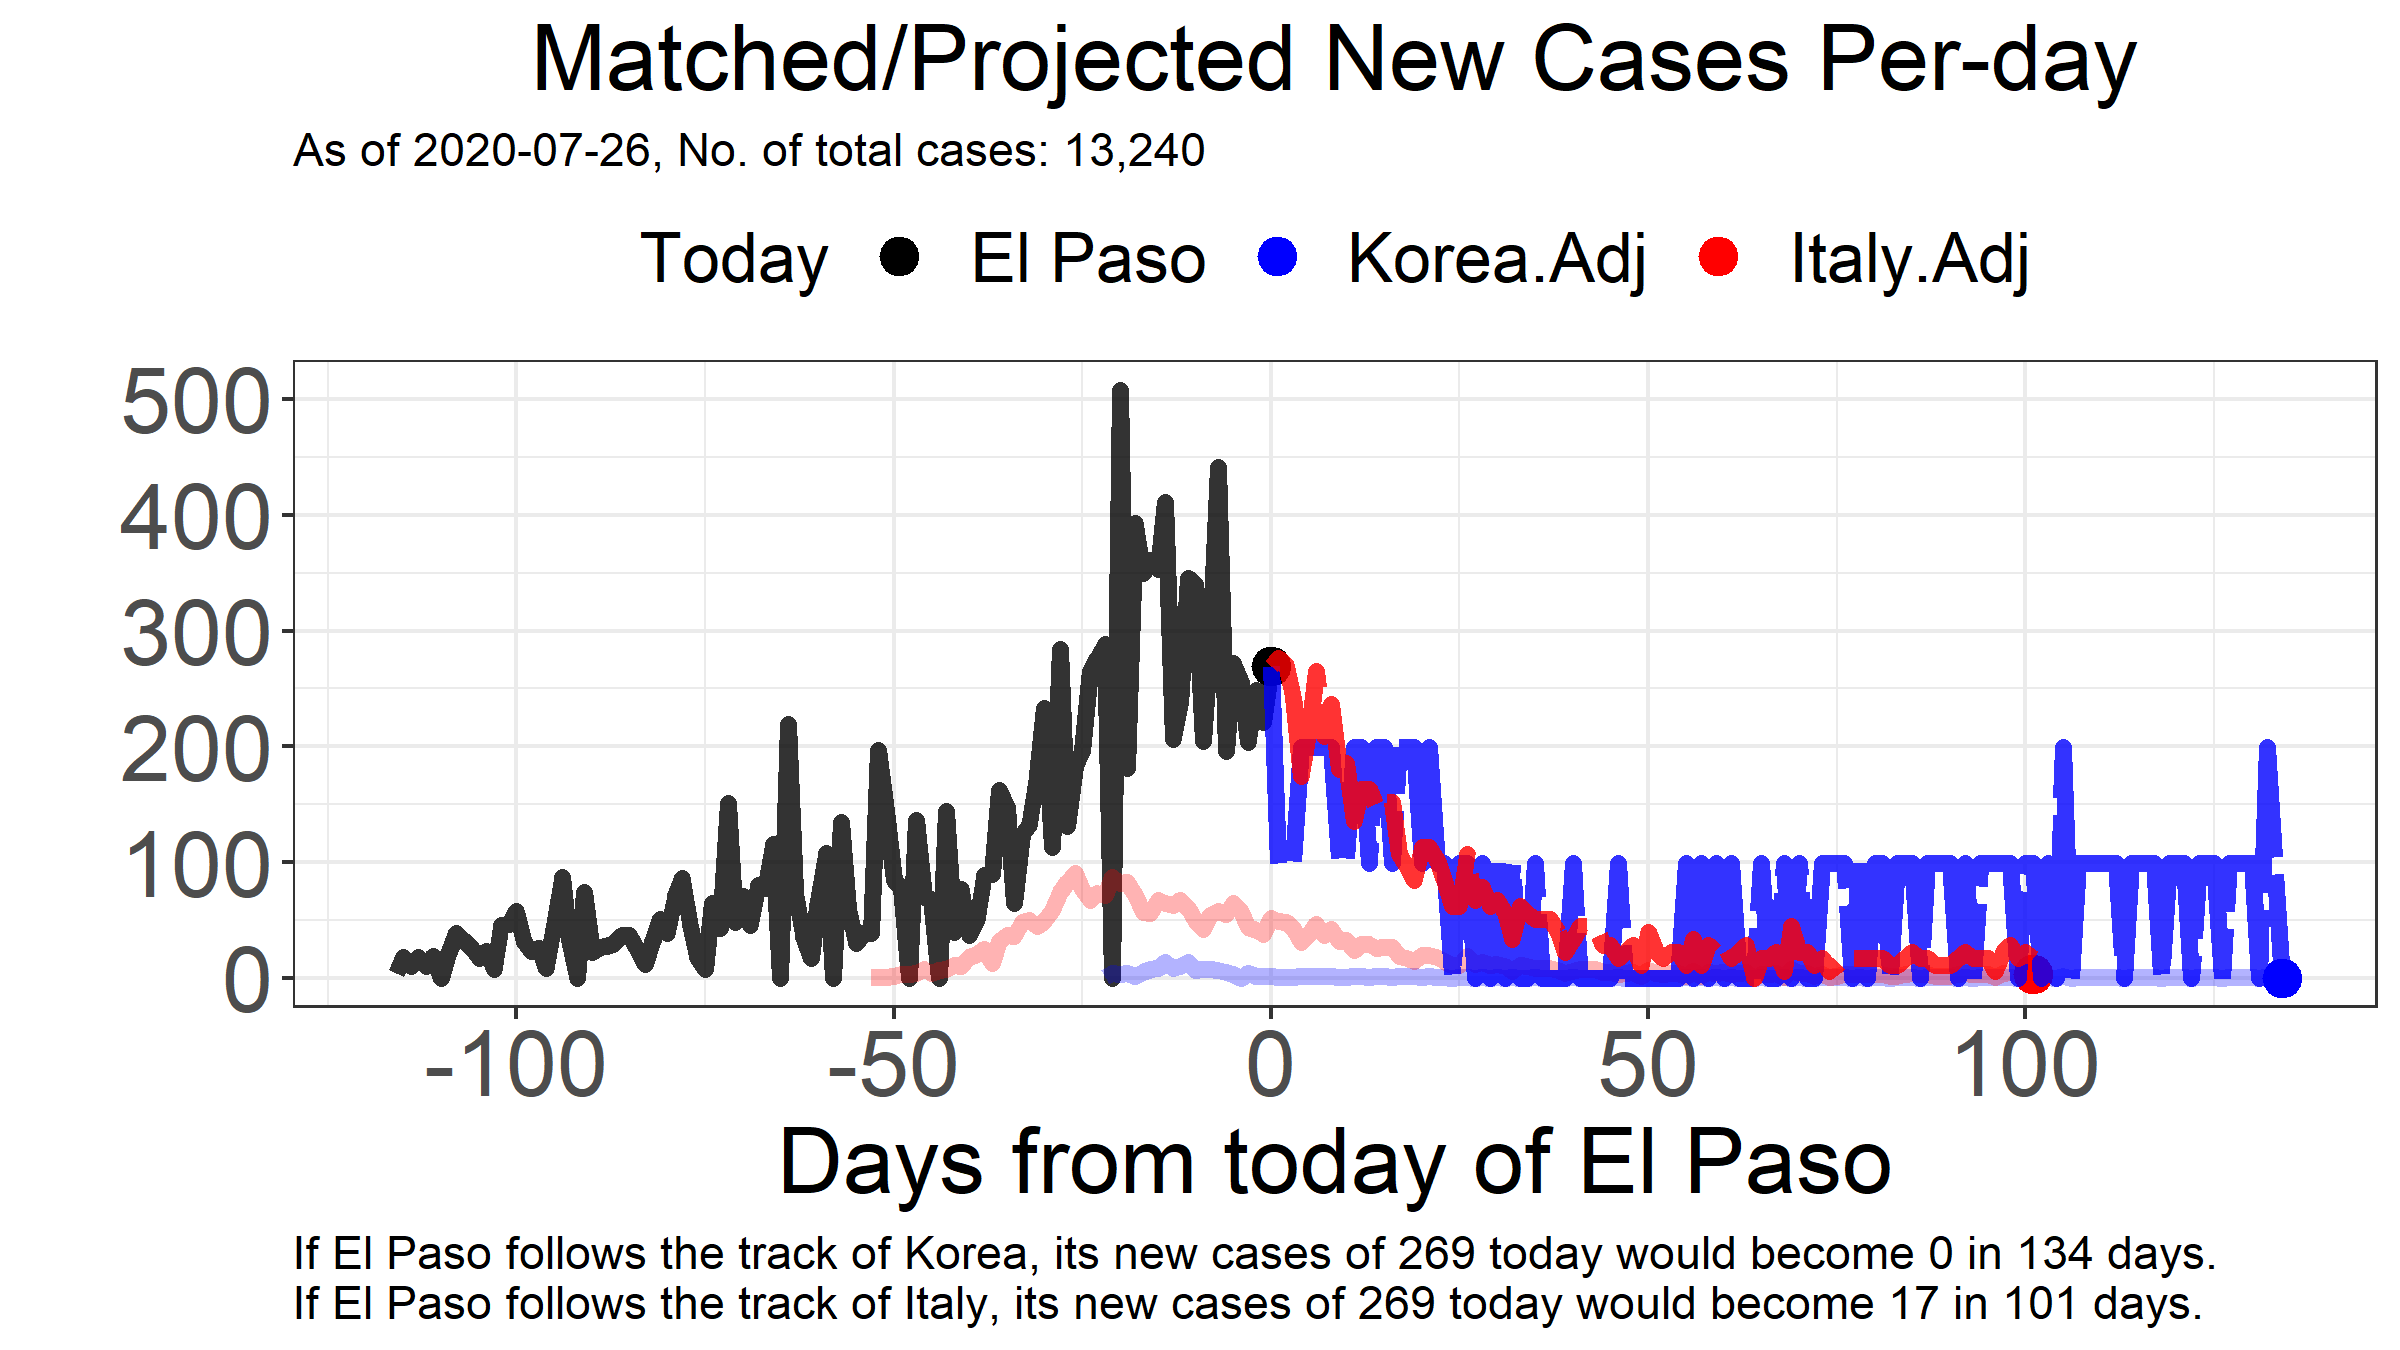 Matched/Projected New Cases Per-day
As of 2020-07-26, No. of total cases: 13,240
Today El Paso Korea.Adj Italy.Adj
500
400
300
200
100
0
-100 -50 0 50 100
Days from today of El Paso
If El Paso follows the track of Korea, its new cases of 269 today would become 0 in 134 days.
If El Paso follows the track of Italy, its new cases of 269 today would become 17 in 101 days.